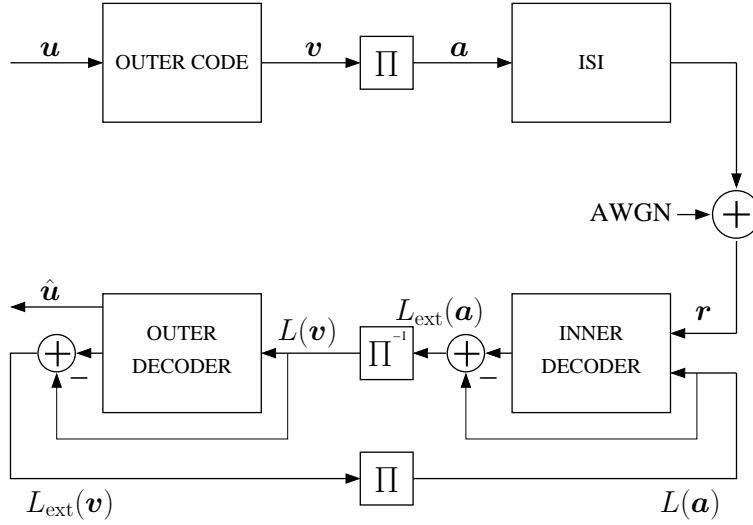 u
OUTER CODE
v
∏
a
ISI
AWGN
+
û
OUTER
DECODER
L(v)
∏⁻¹
L_ext(a)
INNER
DECODER
r
+
−
+
−
L_ext(v)
∏
L(a)